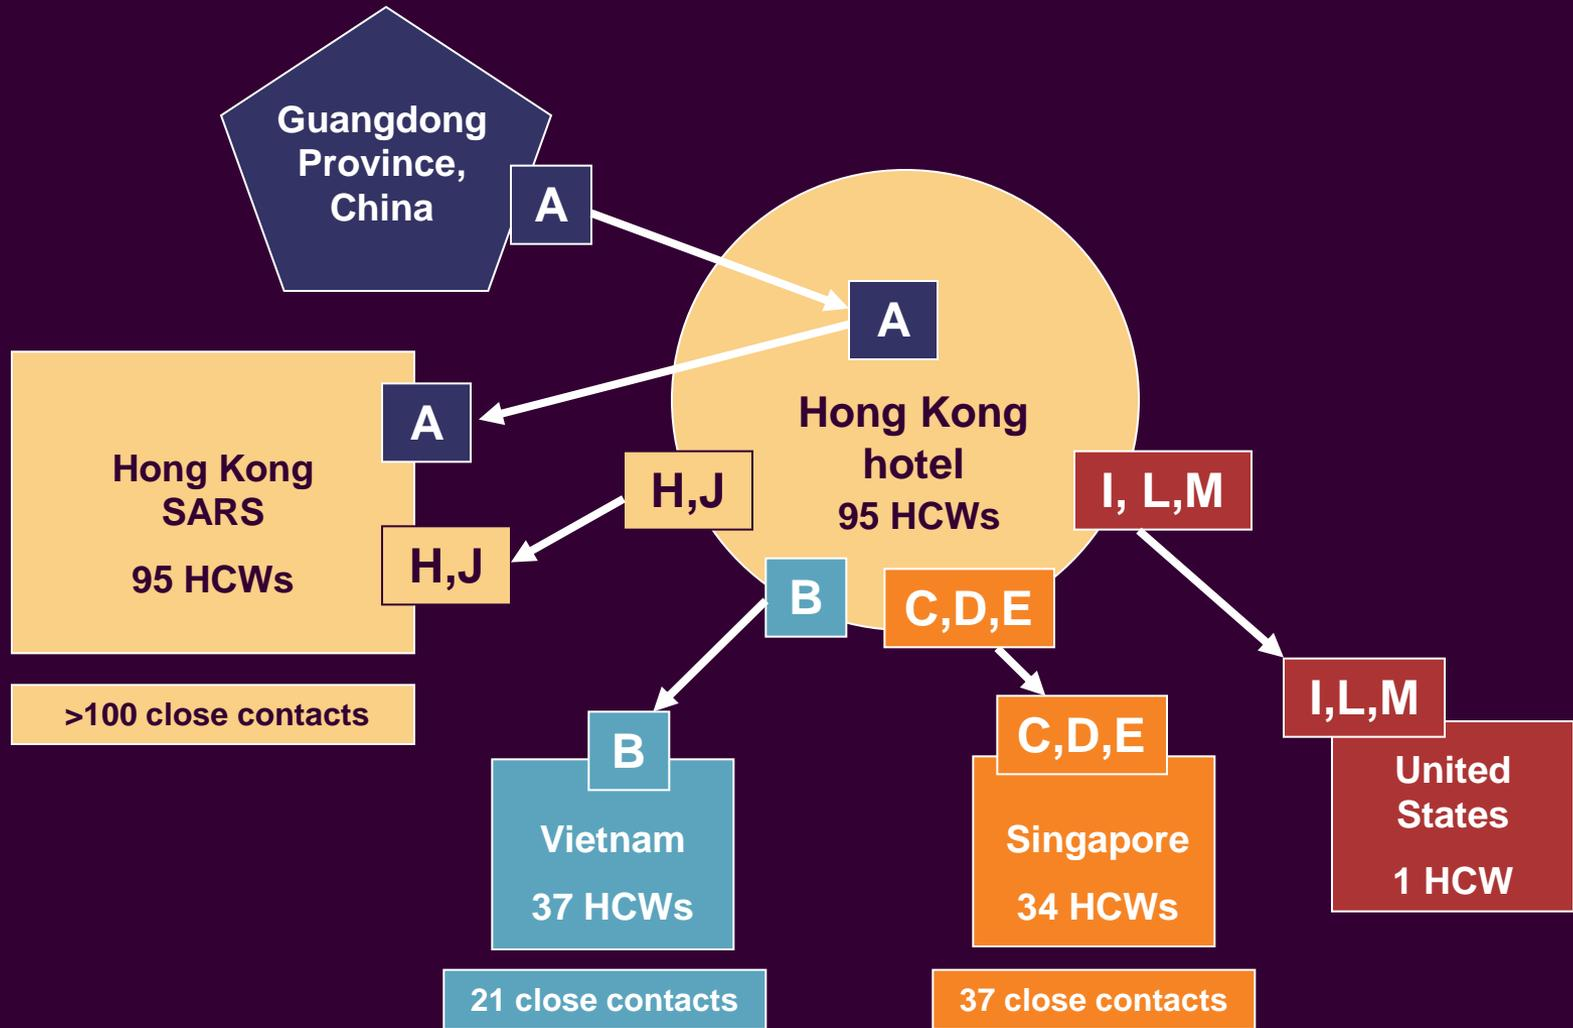 Guangdong
Province,
China
A
A
Hong Kong
hotel
95 HCWs
A
Hong Kong
SARS
95 HCWs
H,J
H,J
I, L,M
B
C,D,E
>100 close contacts
B
Vietnam
37 HCWs
21 close contacts
C,D,E
Singapore
34 HCWs
37 close contacts
I,L,M
United
States
1 HCW